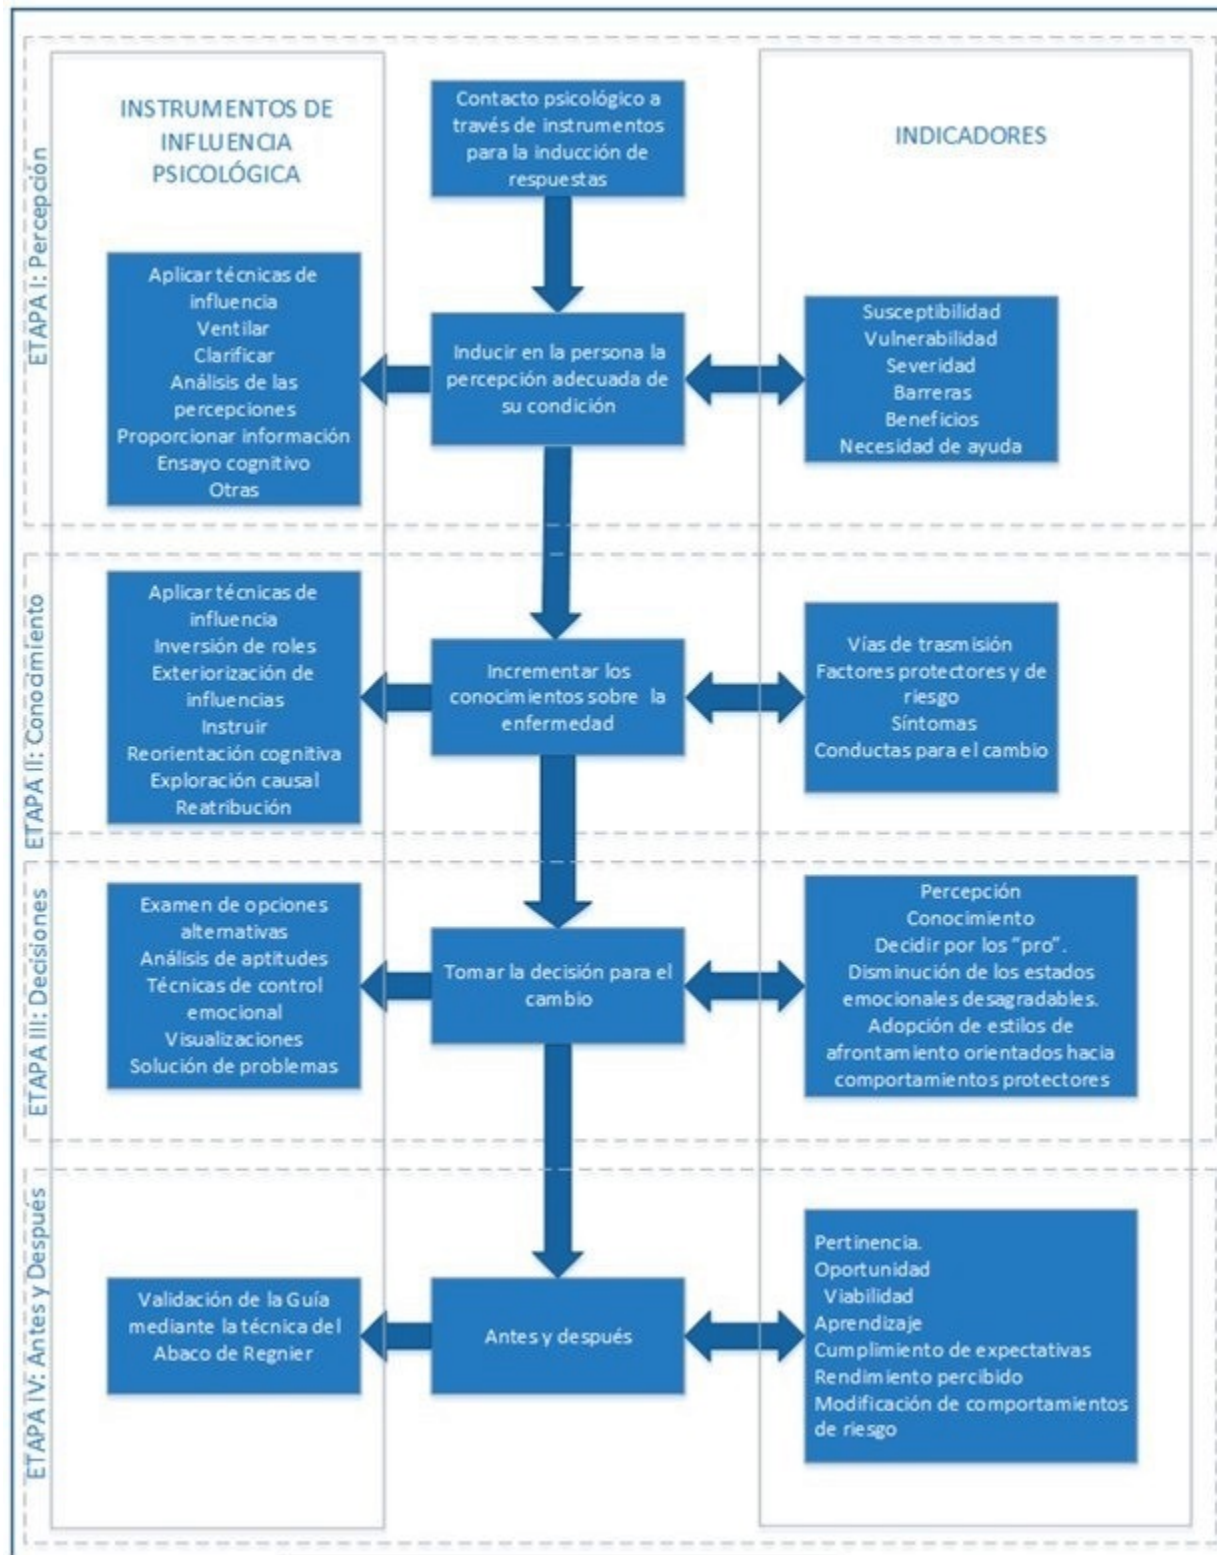 ETAPA I: Percepción
INSTRUMENTOS DE
INFLUENCIA
PSICOLÓGICA
Contacto psicológico a
través de instrumentos
para la inducción de
respuestas
INDICADORES
Aplicar técnicas de
influencia
Ventilar
Clarificar
Análisis de las
percepciones
Proporcionar información
Ensayo cognitivo
Otras
Inducir en la persona la
percepción adecuada de
su condición
Susceptibilidad
Vulnerabilidad
Severidad
Barreras
Beneficios
Necesidad de ayuda
ETAPA II: Conocimiento
Aplicar técnicas de
influencia
Inversión de roles
Exteriorización de
influencias
Instruir
Reorientación cognitiva
Exploración causal
Reatribución
Incrementar los
conocimientos sobre la
enfermedad
Vías de trasmisión
Factores protectores y de
riesgo
Síntomas
Conductas para el cambio
ETAPA III: Decisiones
Examen de opciones
alternativas
Análisis de aptitudes
Técnicas de control
emocional
Visualizaciones
Solución de problemas
Tomar la decisión para el
cambio
Percepción
Conocimiento
Decidir por los "pro".
Disminución de los estados
emocionales desagradables.
Adopción de estilos de
afrontamiento orientados hacia
comportamientos protectores
ETAPA IV: Antes y Después
Validación de la Guía
mediante la técnica del
Abaco de Regnier
Antes y después
Pertinencia.
Oportunidad
Viabilidad
Aprendizaje
Cumplimiento de expectativas
Rendimiento percibido
Modificación de comportamientos
de riesgo